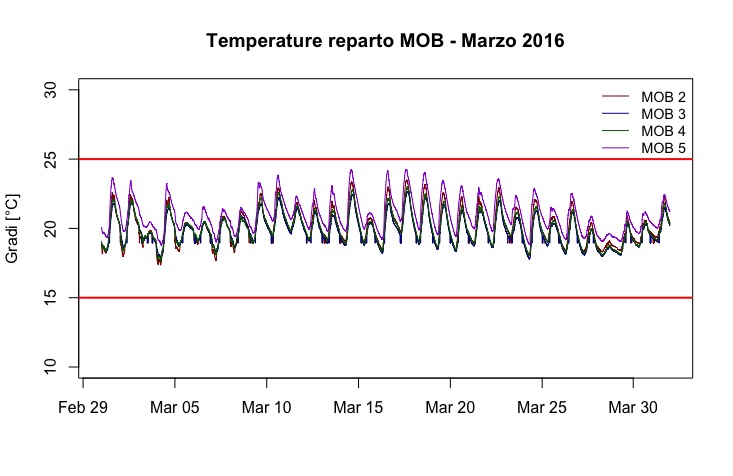 Temperature reparto MOB - Marzo 2016
Gradi [°C]
30
25
20
15
10
MOB 2
MOB 3
MOB 4
MOB 5
Feb 29 Mar 05 Mar 10 Mar 15 Mar 20 Mar 25 Mar 30